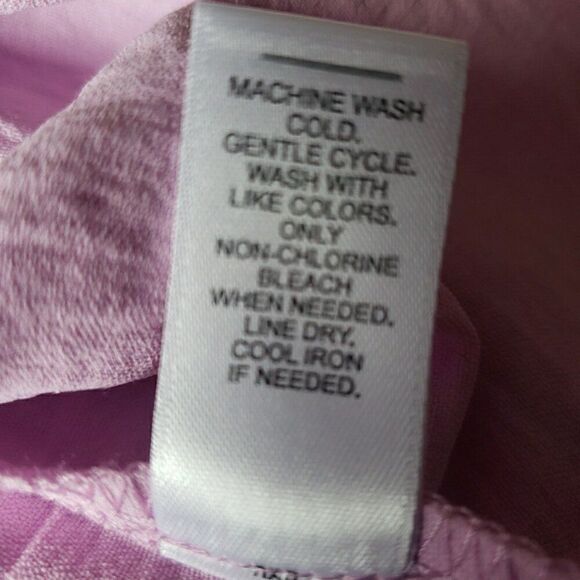 MACHINE WASH
COLD.
GENTLE CYCLE.
WASH WITH
LIKE COLORS.
ONLY
NON-CHLORINE
BLEACH
WHEN NEEDED.
LINE DRY.
COOL IRON
IF NEEDED.